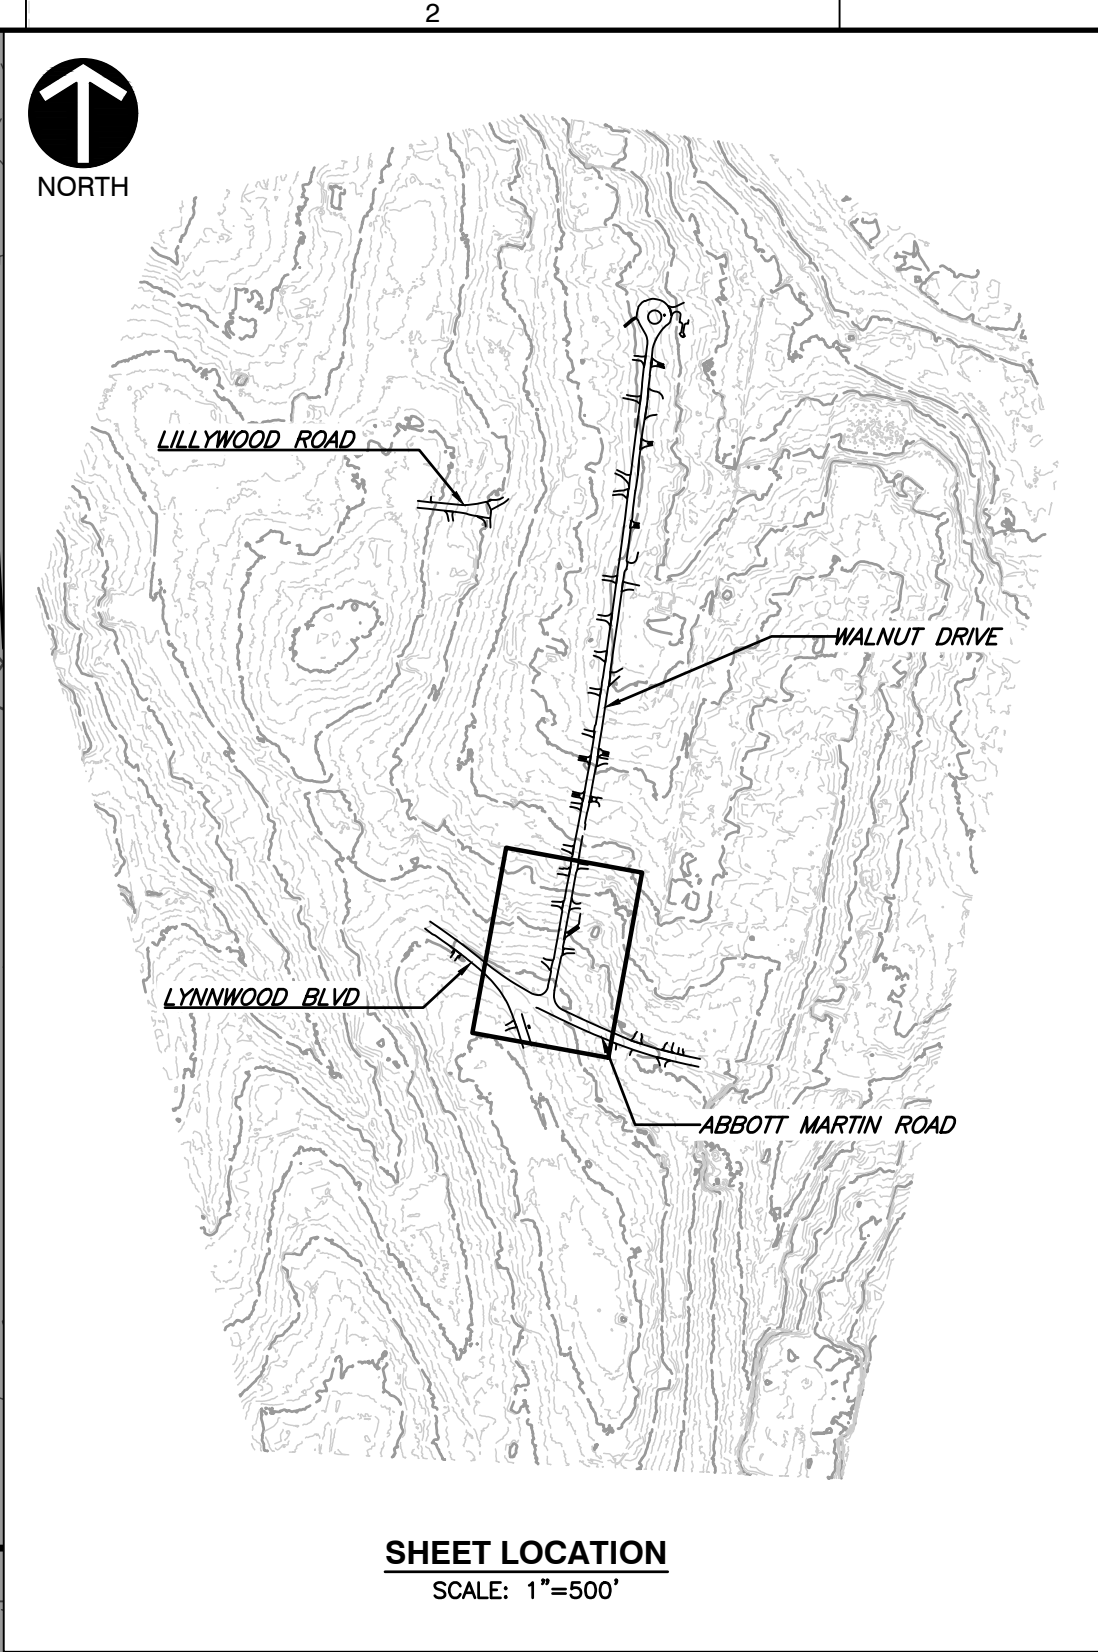 2
NORTH
LILLYWOOD ROAD
WALNUT DRIVE
LYNNWOOD BLVD
ABBOTT MARTIN ROAD
SHEET LOCATION
SCALE: 1"=500'